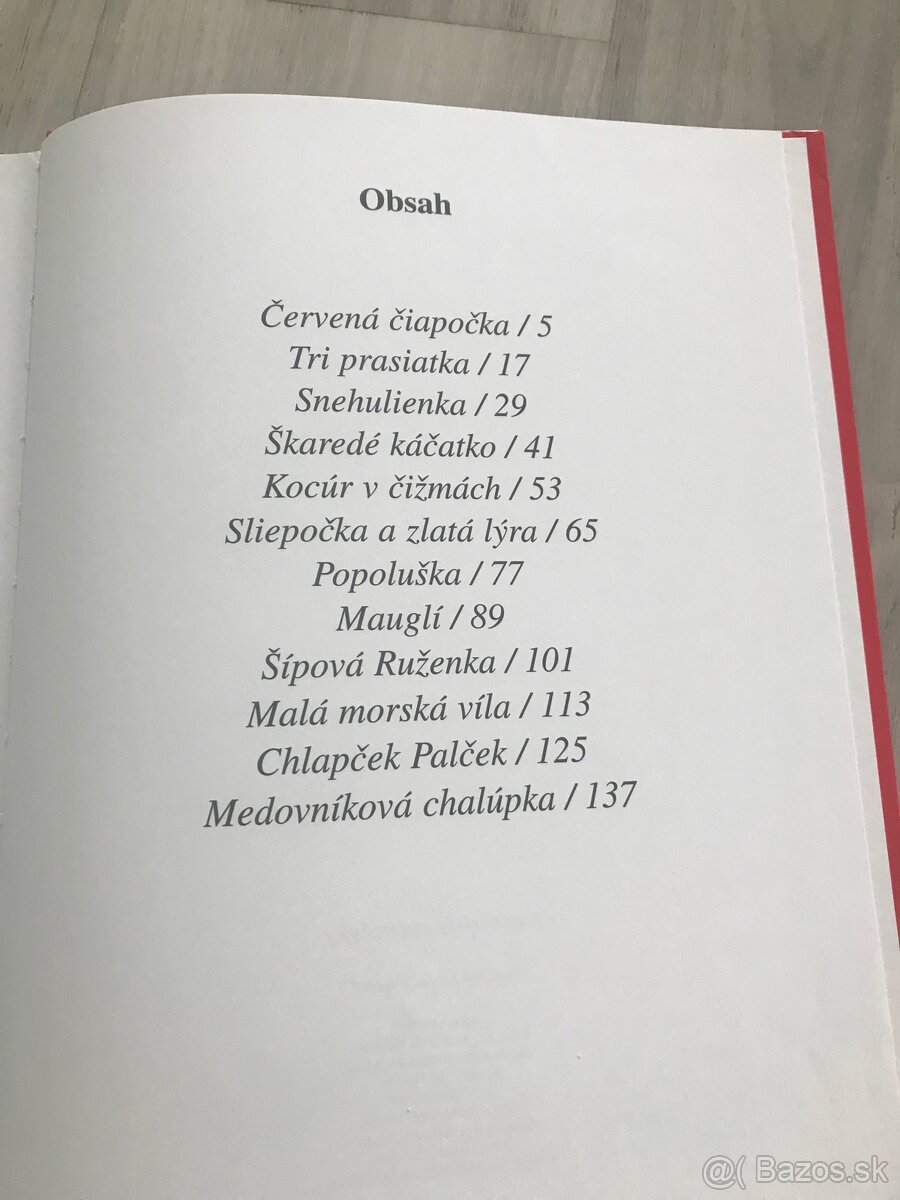 Obsah
Červená čiapočka / 5
Tri prasiatka / 17
Snehulienka / 29
Škaredé káčatko / 41
Kocúr v čižmách / 53
Sliepočka a zlatá lýra / 65
Popoluška / 77
Mauglí / 89
Šípová Ruženka / 101
Malá morská víla / 113
Chlapček Palček / 125
Medovníková chalúpka / 137
@( Bazos.sk